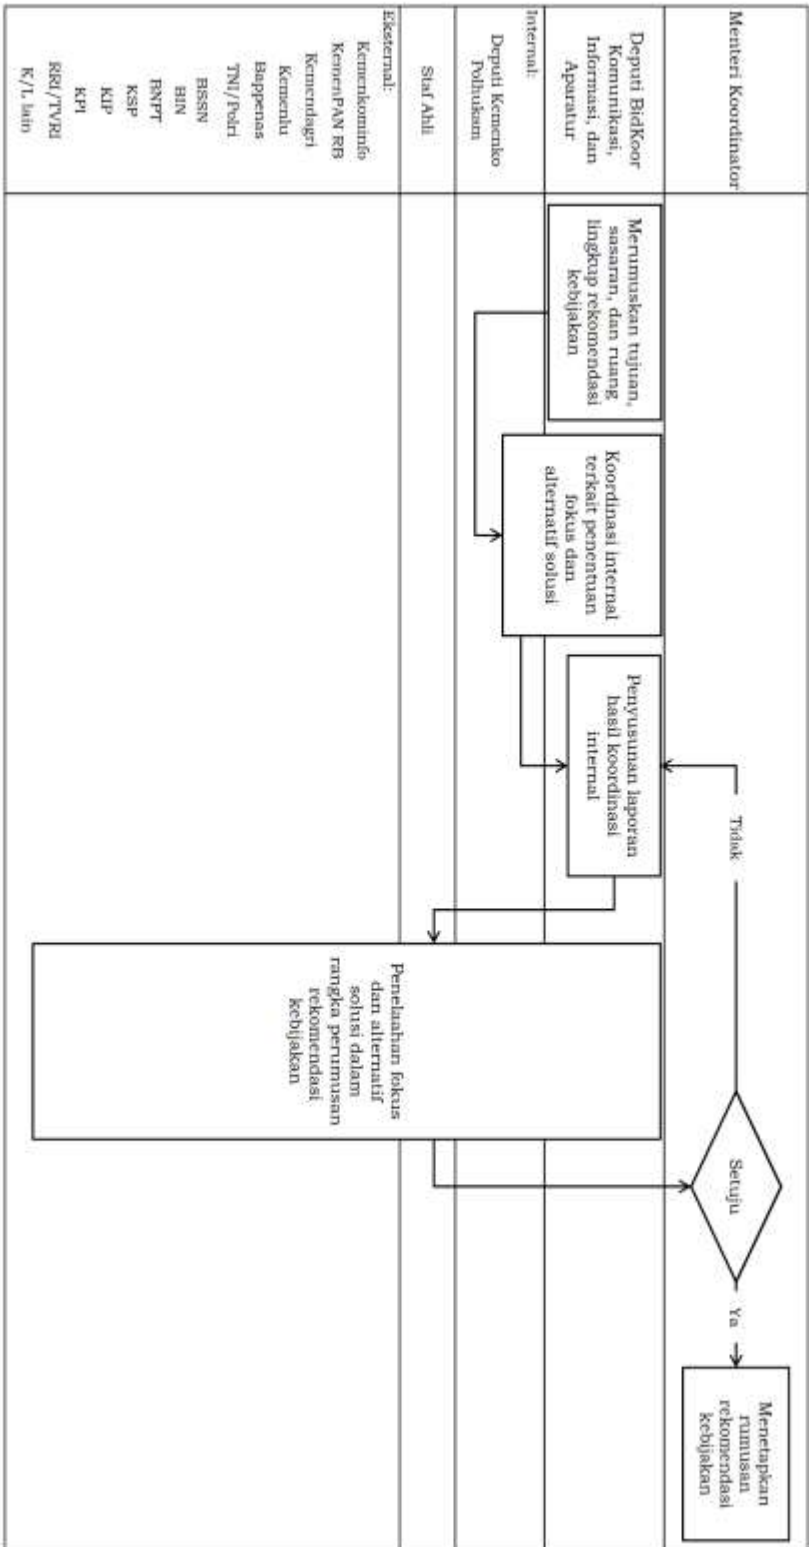 Menteri Koordinator
Deputi BidKoor
Komunikasi,
Informasi, dan
Aparatur
Internal:
Deputi Kemenko
Polhukam
Staf Ahli
Eksternal:
Kemenkominfo
KemenPAN RB
Kemendagri
Kemenlu
Bappenas
TNI/Polri
BSSN
BIN
BNPT
KSP
KIP
KPI
RRI/TVRI
K/L lain
Merumuskan tujuan,
sasaran, dan ruang
lingkup rekomendasi
kebijakan
Koordinasi internal
terkait penentuan
fokus dan
alternatif solusi
Penyusunan laporan
hasil koordinasi
internal
Tidak
Penelaahan fokus
dan alternatif
solusi dalam
rangka perumusan
rekomendasi
kebijakan
Setuju
Ya
Menetapkan
rumusan
rekomendasi
kebijakan